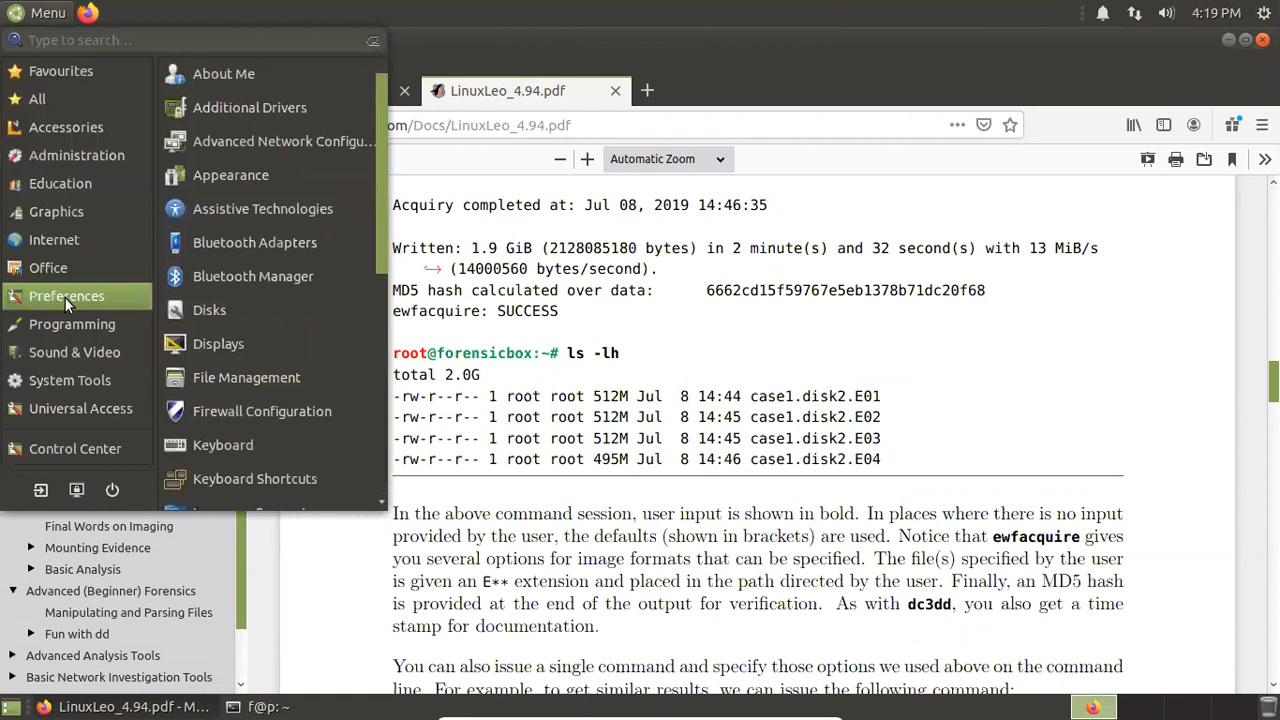 Menu
4:19 PM
Type to search...
Favourites
All
Accessories
Administration
Education
Graphics
Internet
Office
Preferences
Programming
Sound & Video
System Tools
Universal Access
Control Center
About Me
Additional Drivers
Advanced Network Configu...
Appearance
Assistive Technologies
Bluetooth Adapters
Bluetooth Manager
Disks
Displays
File Management
Firewall Configuration
Keyboard
Keyboard Shortcuts
LinuxLeo_4.94.pdf
om/Docs/LinuxLeo_4.94.pdf
Automatic Zoom
Acquiry completed at: Jul 08, 2019 14:46:35
Written: 1.9 GiB (2128085180 bytes) in 2 minute(s) and 32 second(s) with 13 MiB/s
↪ (14000560 bytes/second).
MD5 hash calculated over data: 6662cd15f59767e5eb1378b71dc20f68
ewfacquire: SUCCESS
root@forensicbox:~# ls -lh
total 2.0G
-rw-r--r-- 1 root root 512M Jul 8 14:44 case1.disk2.E01
-rw-r--r-- 1 root root 512M Jul 8 14:45 case1.disk2.E02
-rw-r--r-- 1 root root 512M Jul 8 14:45 case1.disk2.E03
-rw-r--r-- 1 root root 495M Jul 8 14:46 case1.disk2.E04
In the above command session, user input is shown in bold. In places where there is no input
provided by the user, the defaults (shown in brackets) are used. Notice that ewfacquire gives
you several options for image formats that can be specified. The file(s) specified by the user
is given an E** extension and placed in the path directed by the user. Finally, an MD5 hash
is provided at the end of the output for verification. As with dc3dd, you also get a time
stamp for documentation.
You can also issue a single command and specify those options we used above on the command
line. For example, to get similar results, we can issue the following command:
Final Words on Imaging
Mounting Evidence
Basic Analysis
Advanced (Beginner) Forensics
Manipulating and Parsing Files
Fun with dd
Advanced Analysis Tools
Basic Network Investigation Tools
LinuxLeo_4.94.pdf - M...
f@p: ~